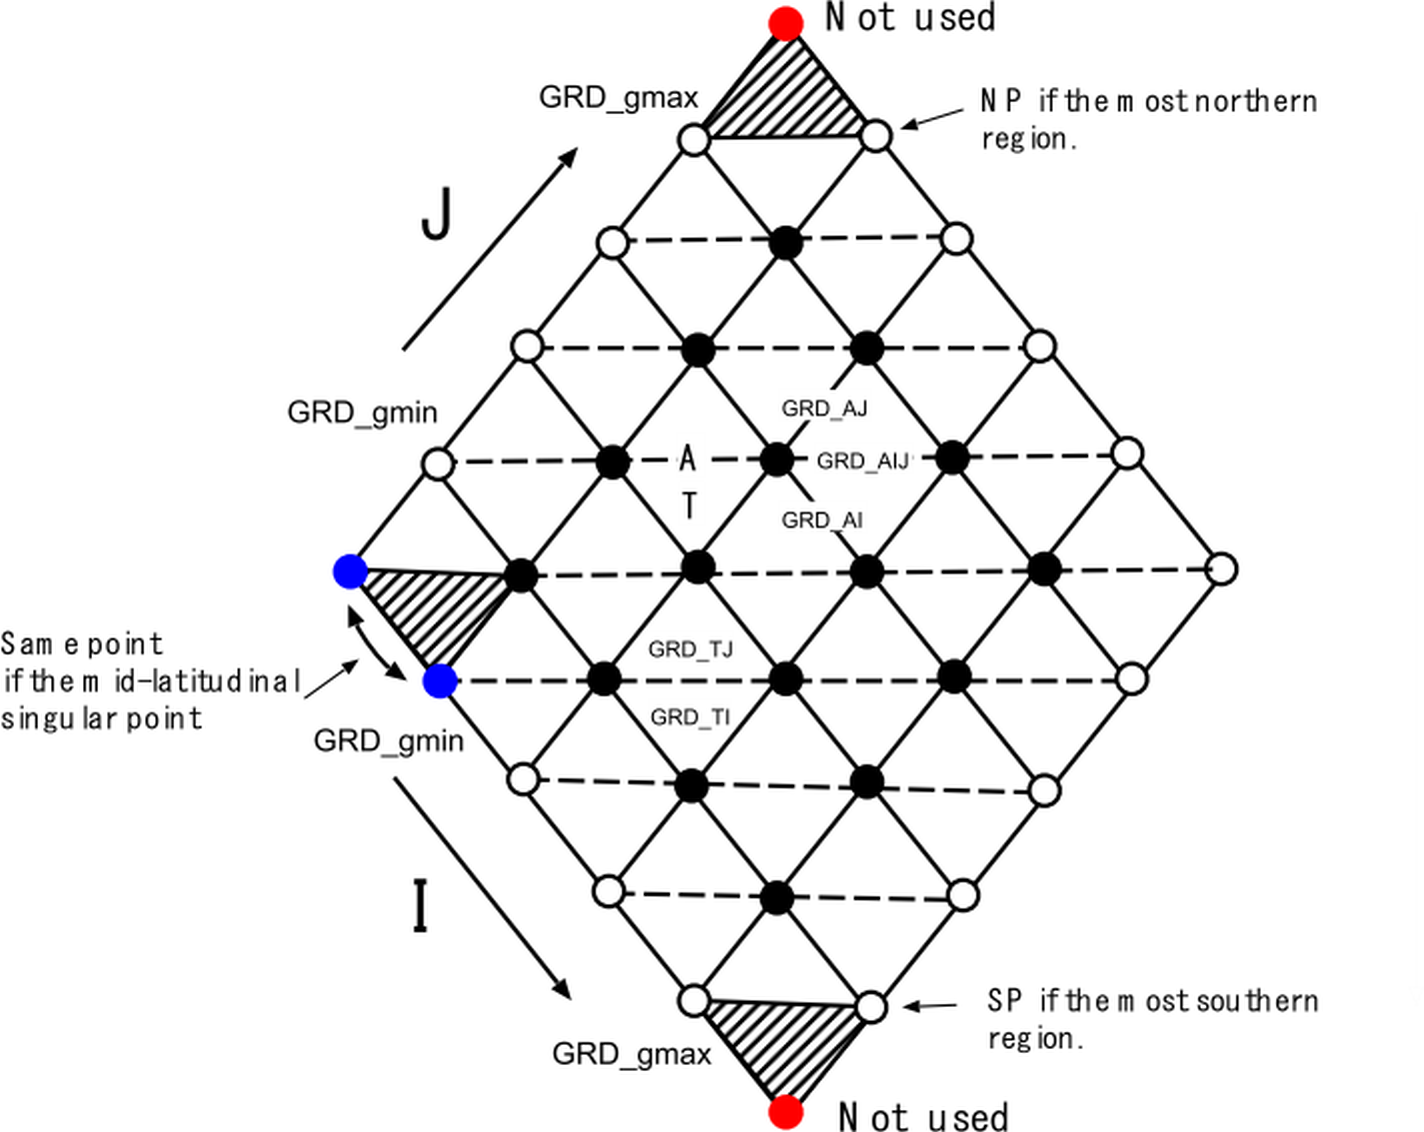 Not used
GRD_gmax
NP if the most northern
region.
J
GRD_gmin
GRD_AJ
A
GRD_AIJ
T
GRD_AI
Same point
if the mid-latitudinal
singular point
GRD_TJ
GRD_TI
GRD_gmin
I
SP if the most southern
region.
GRD_gmax
Not used